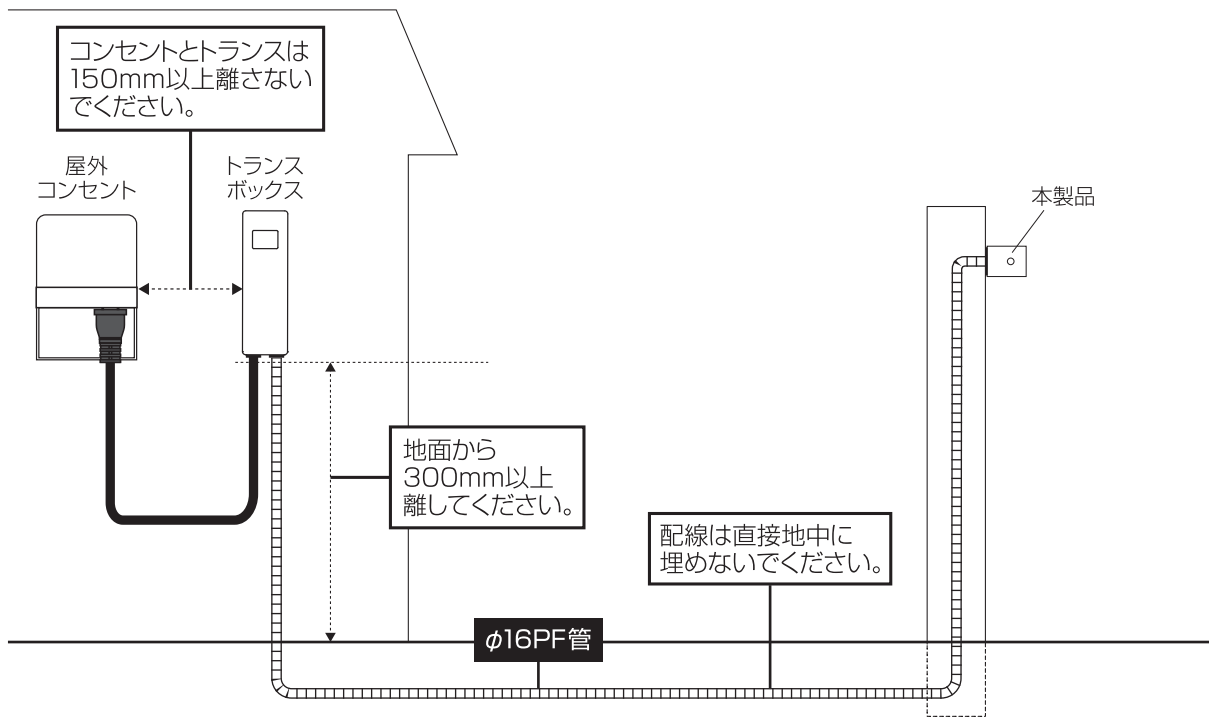 コンセントとトランスは
150mm以上離さない
でください。
屋外
コンセント
トランス
ボックス
本製品
地面から
300mm以上
離してください。
配線は直接地中に
埋めないでください。
φ16PF管